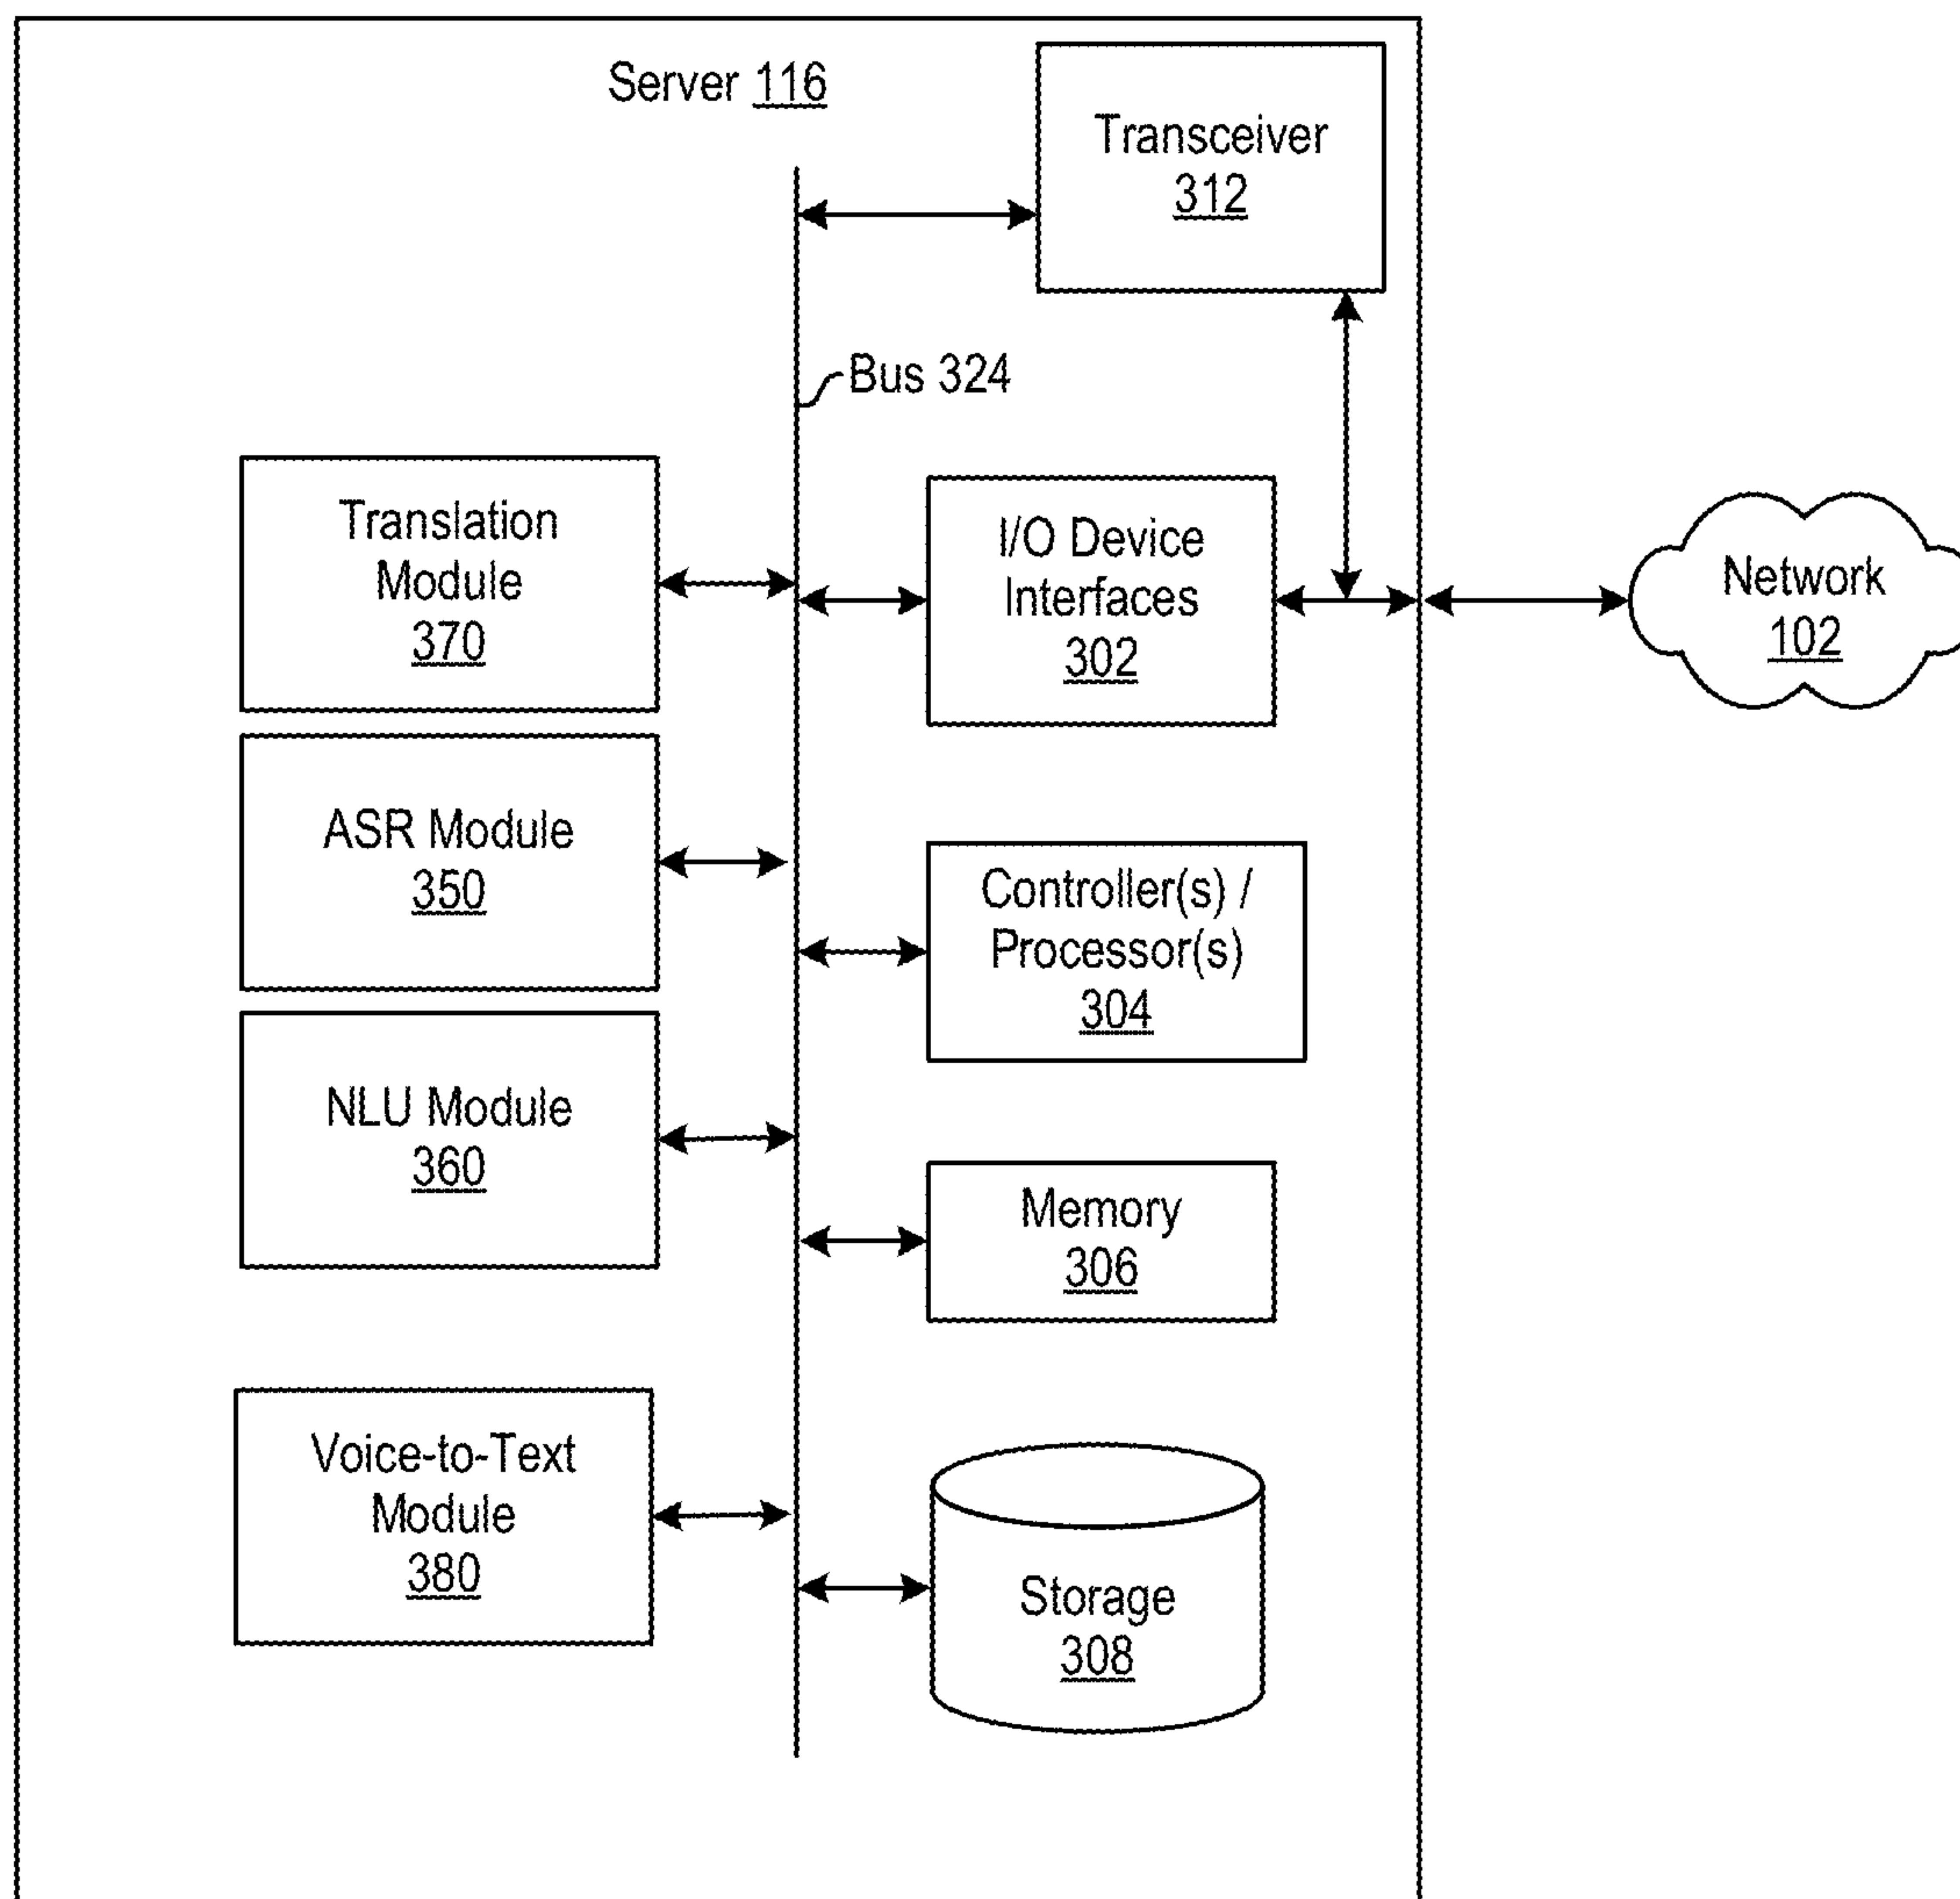 Server 116
Transceiver
312
Bus 324
Translation
Module
370
I/O Device
Interfaces
302
Network
102
ASR Module
350
Controller(s) /
Processor(s)
304
NLU Module
360
Memory
306
Voice-to-Text
Module
380
Storage
308